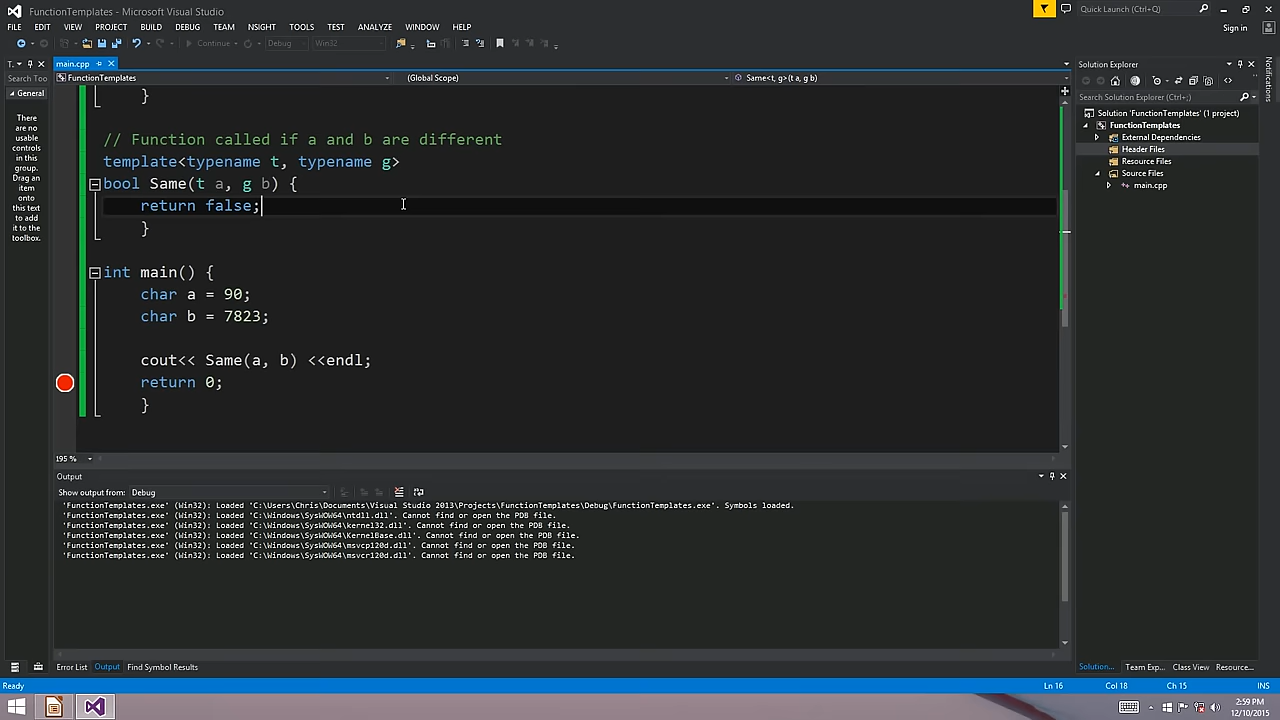 FunctionTemplates - Microsoft Visual Studio
Quick Launch (Ctrl+Q)
FILE EDIT VIEW PROJECT BUILD DEBUG TEAM NSIGHT TOOLS TEST ANALYZE WINDOW HELP
Sign in
Continue Debug Win32
T..
main.cpp
Solution Explorer
Search Too
FunctionTemplates
(Global Scope)
Same<t, g>(t a, g b)
General
There
are no
usable
controls
in this
group.
Drag an
item
onto
this text
to add
it to the
toolbox.
}
// Function called if a and b are different
template<typename t, typename g>
bool Same(t a, g b) {
return false;
}
int main() {
char a = 90;
char b = 7823;
cout<< Same(a, b) <<endl;
return 0;
}
195 %
Search Solution Explorer (Ctrl+;)
Solution 'FunctionTemplates' (1 project)
FunctionTemplates
External Dependencies
Header Files
Resource Files
Source Files
main.cpp
Notifications
Output
Show output from: Debug
'FunctionTemplates.exe' (Win32): Loaded 'C:\Users\Chris\Documents\Visual Studio 2013\Projects\FunctionTemplates\Debug\FunctionTemplates.exe'. Symbols loaded.
'FunctionTemplates.exe' (Win32): Loaded 'C:\Windows\SysWOW64\ntdll.dll'. Cannot find or open the PDB file.
'FunctionTemplates.exe' (Win32): Loaded 'C:\Windows\SysWOW64\kernel32.dll'. Cannot find or open the PDB file.
'FunctionTemplates.exe' (Win32): Loaded 'C:\Windows\SysWOW64\KernelBase.dll'. Cannot find or open the PDB file.
'FunctionTemplates.exe' (Win32): Loaded 'C:\Windows\SysWOW64\msvcp120d.dll'. Cannot find or open the PDB file.
'FunctionTemplates.exe' (Win32): Loaded 'C:\Windows\SysWOW64\msvcr120d.dll'. Cannot find or open the PDB file.
Error List Output Find Symbol Results
Solution... Team Exp... Class View Resource...
Ready
Ln 16 Col 18 Ch 15 INS
2:59 PM
12/10/2015